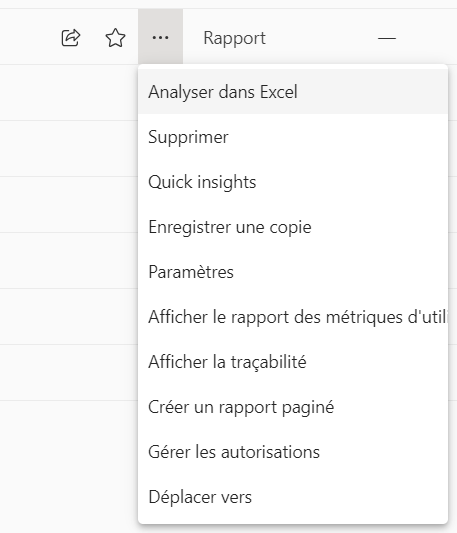 Rapport —
Analyser dans Excel
Supprimer
Quick insights
Enregistrer une copie
Paramètres
Afficher le rapport des métriques d'utili
Afficher la traçabilité
Créer un rapport paginé
Gérer les autorisations
Déplacer vers